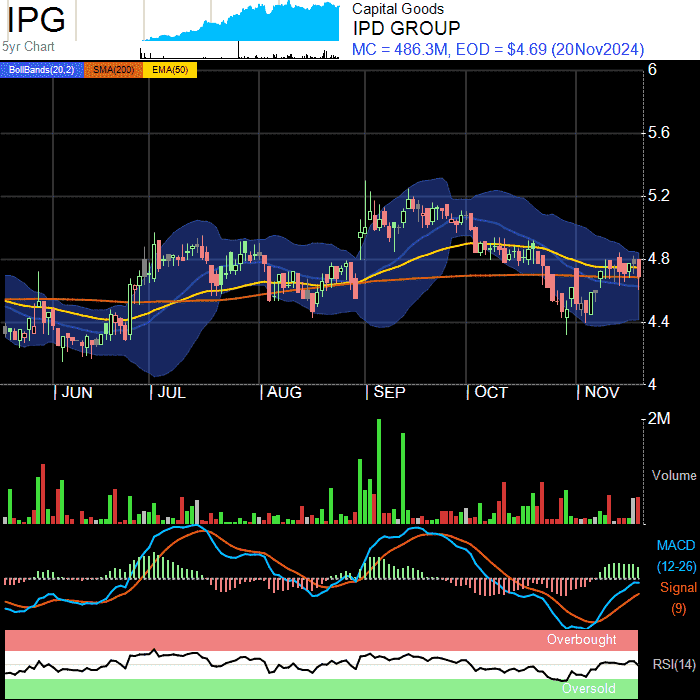 IPG
5yr Chart
Capital Goods
IPD GROUP
MC = 486.3M, EOD = $4.69 (20Nov2024)
BollBands(20,2) SMA(200) EMA(50)
6
5.6
5.2
4.8
4.4
4
JUN JUL AUG SEP OCT NOV
2M
Volume
MACD
(12-26)
Signal
(9)
Overbought
RSI(14)
Oversold